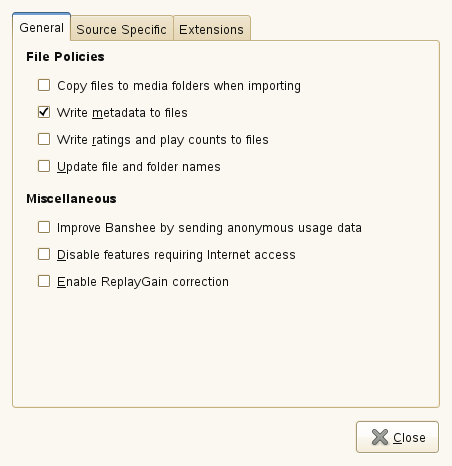 General
Source Specific
Extensions
File Policies
Copy files to media folders when importing
Write metadata to files
Write ratings and play counts to files
Update file and folder names
Miscellaneous
Improve Banshee by sending anonymous usage data
Disable features requiring Internet access
Enable ReplayGain correction
Close